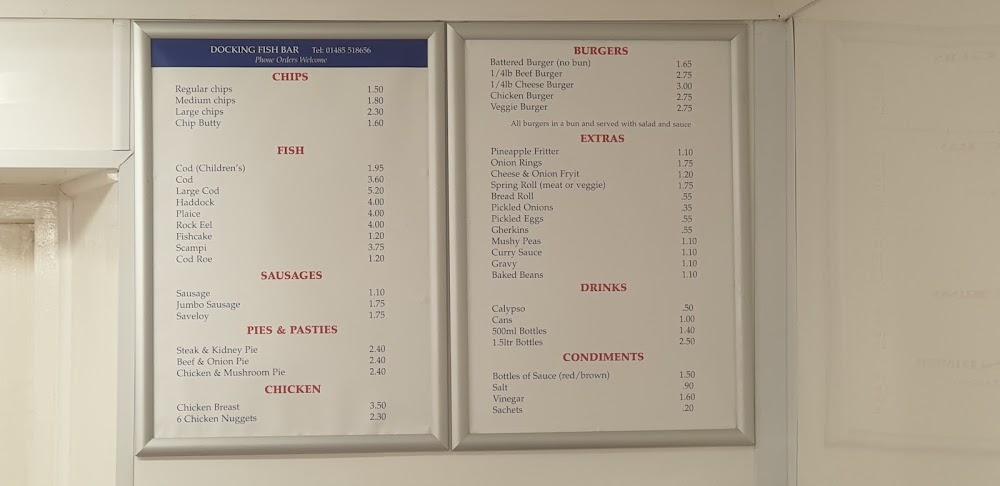 DOCKING FISH BAR Tel: 01485 518656
Phone Orders Welcome
CHIPS
Regular chips 1.50
Medium chips 1.80
Large chips 2.30
Chip Butty 1.60
FISH
Cod (Children's) 1.95
Cod 3.60
Large Cod 5.20
Haddock 4.00
Plaice 4.00
Rock Eel 4.00
Fishcake 1.20
Scampi 3.75
Cod Roe 1.20
SAUSAGES
Sausage 1.10
Jumbo Sausage 1.75
Saveloy 1.75
PIES & PASTIES
Steak & Kidney Pie 2.40
Beef & Onion Pie 2.40
Chicken & Mushroom Pie 2.40
CHICKEN
Chicken Breast 3.50
6 Chicken Nuggets 2.30
BURGERS
Battered Burger (no bun) 1.65
1/4lb Beef Burger 2.75
1/4lb Cheese Burger 3.00
Chicken Burger 2.75
Veggie Burger 2.75
All burgers in a bun and served with salad and sauce
EXTRAS
Pineapple Fritter 1.10
Onion Rings 1.75
Cheese & Onion Fryit 1.20
Spring Roll (meat or veggie) 1.75
Bread Roll .55
Pickled Onions .35
Pickled Eggs .55
Gherkins .55
Mushy Peas 1.10
Curry Sauce 1.10
Gravy 1.10
Baked Beans 1.10
DRINKS
Calypso .50
Cans 1.00
500ml Bottles 1.40
1.5ltr Bottles 2.50
CONDIMENTS
Bottles of Sauce (red/brown) 1.50
Salt .90
Vinegar 1.60
Sachets .20